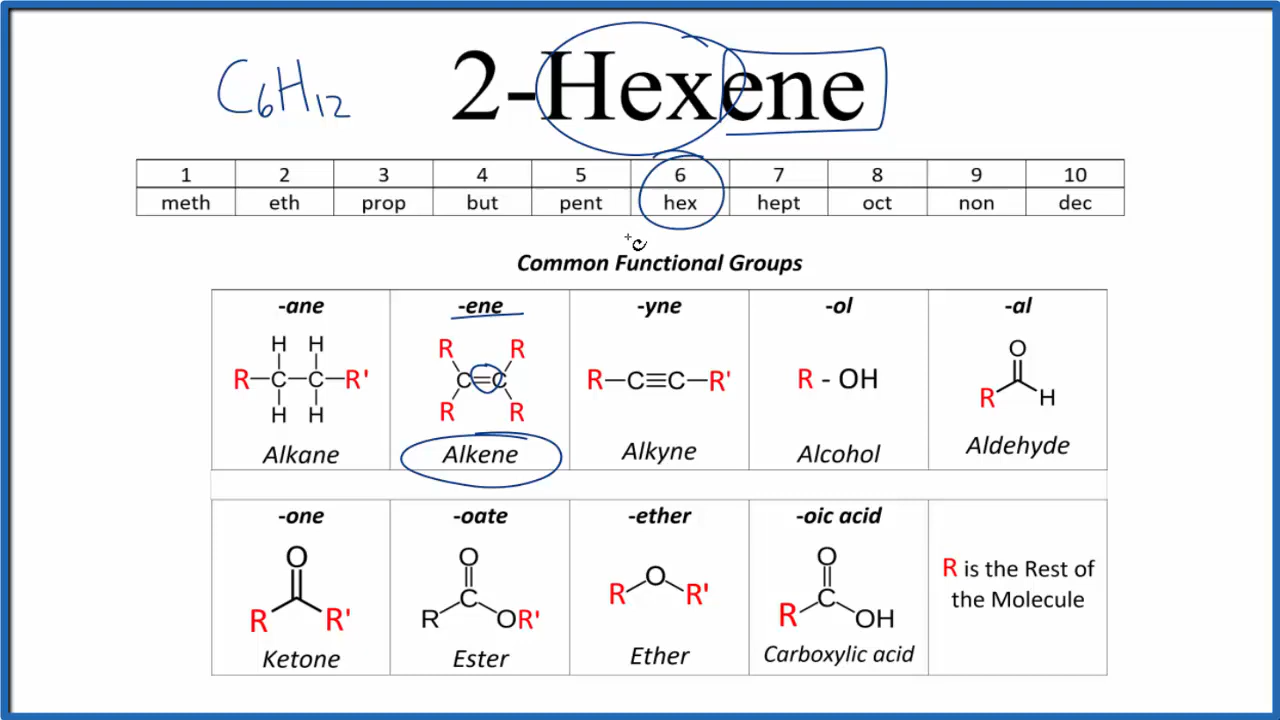 C6H12 2-Hexene
1 2 3 4 5 6 7 8 9 10
meth eth prop but pent hex hept oct non dec
Common Functional Groups
-ane -ene -yne -ol -al
H H R R O
R-C-C-R' C=C R-C≡C-R' R - OH
H H R R R H
Alkane Alkene Alkyne Alcohol Aldehyde
-one -oate -ether -oic acid
O O O O R is the Rest of
R R' C R R' C the Molecule
R OR' R OH
Ketone Ester Ether Carboxylic acid